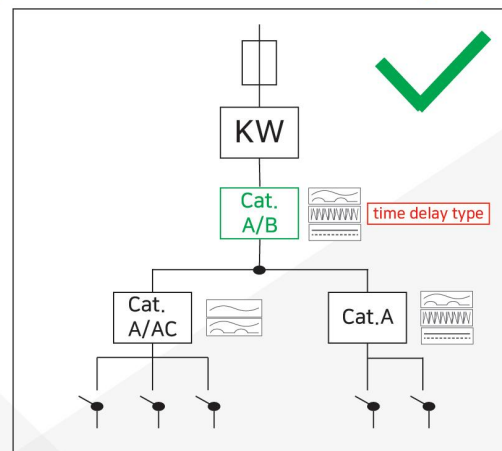 KW
Cat.
A/B
time delay type
Cat.
A/AC
Cat.A